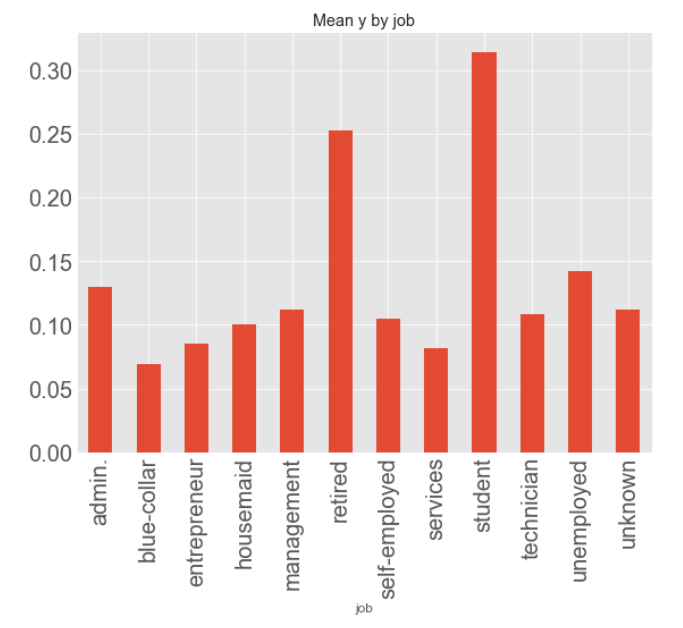 Mean y by job
0.30
0.25
0.20
0.15
0.10
0.05
0.00
admin.
blue-collar
entrepreneur
housemaid
management
retired
self-employed
services
student
technician
unemployed
unknown
job